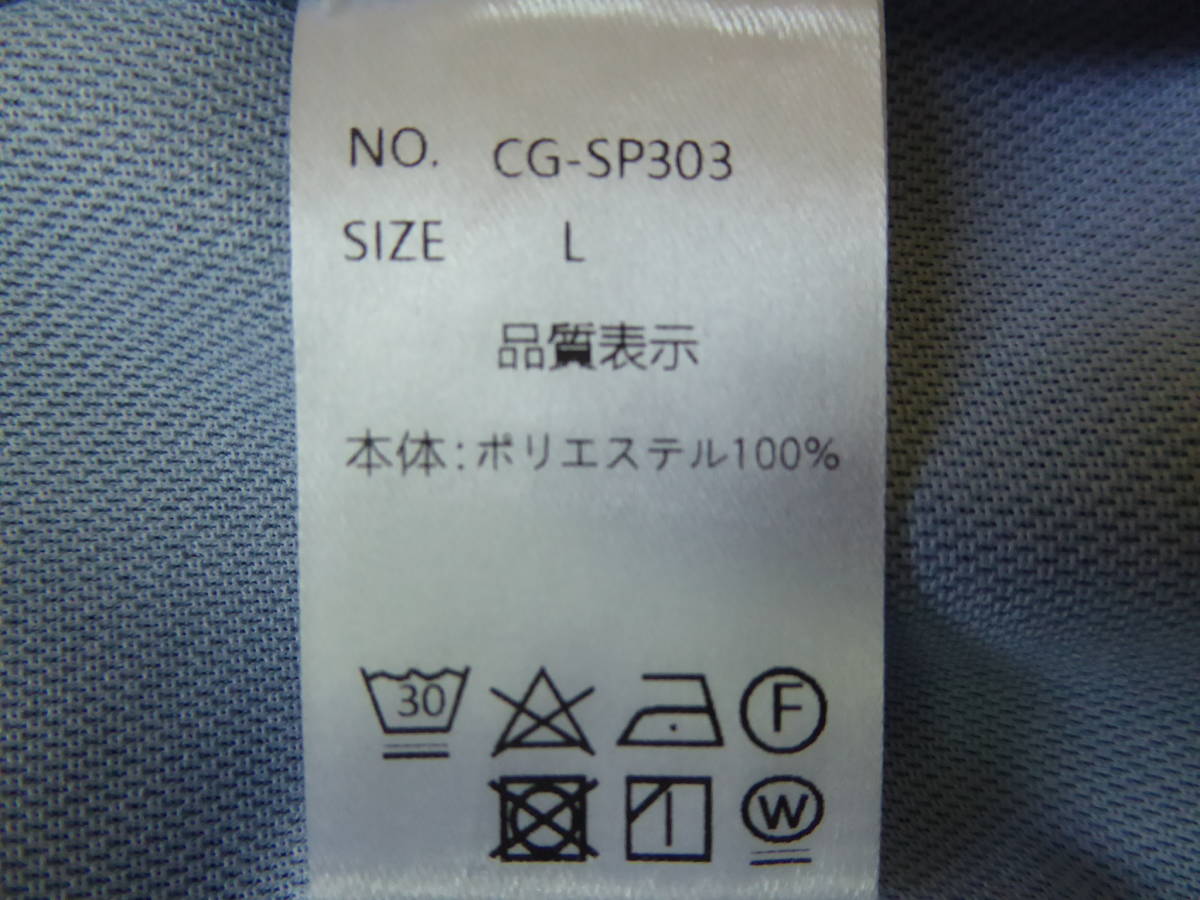 NO. CG-SP303
SIZE L
品質表示
本体:ポリエステル100%
30
F
W